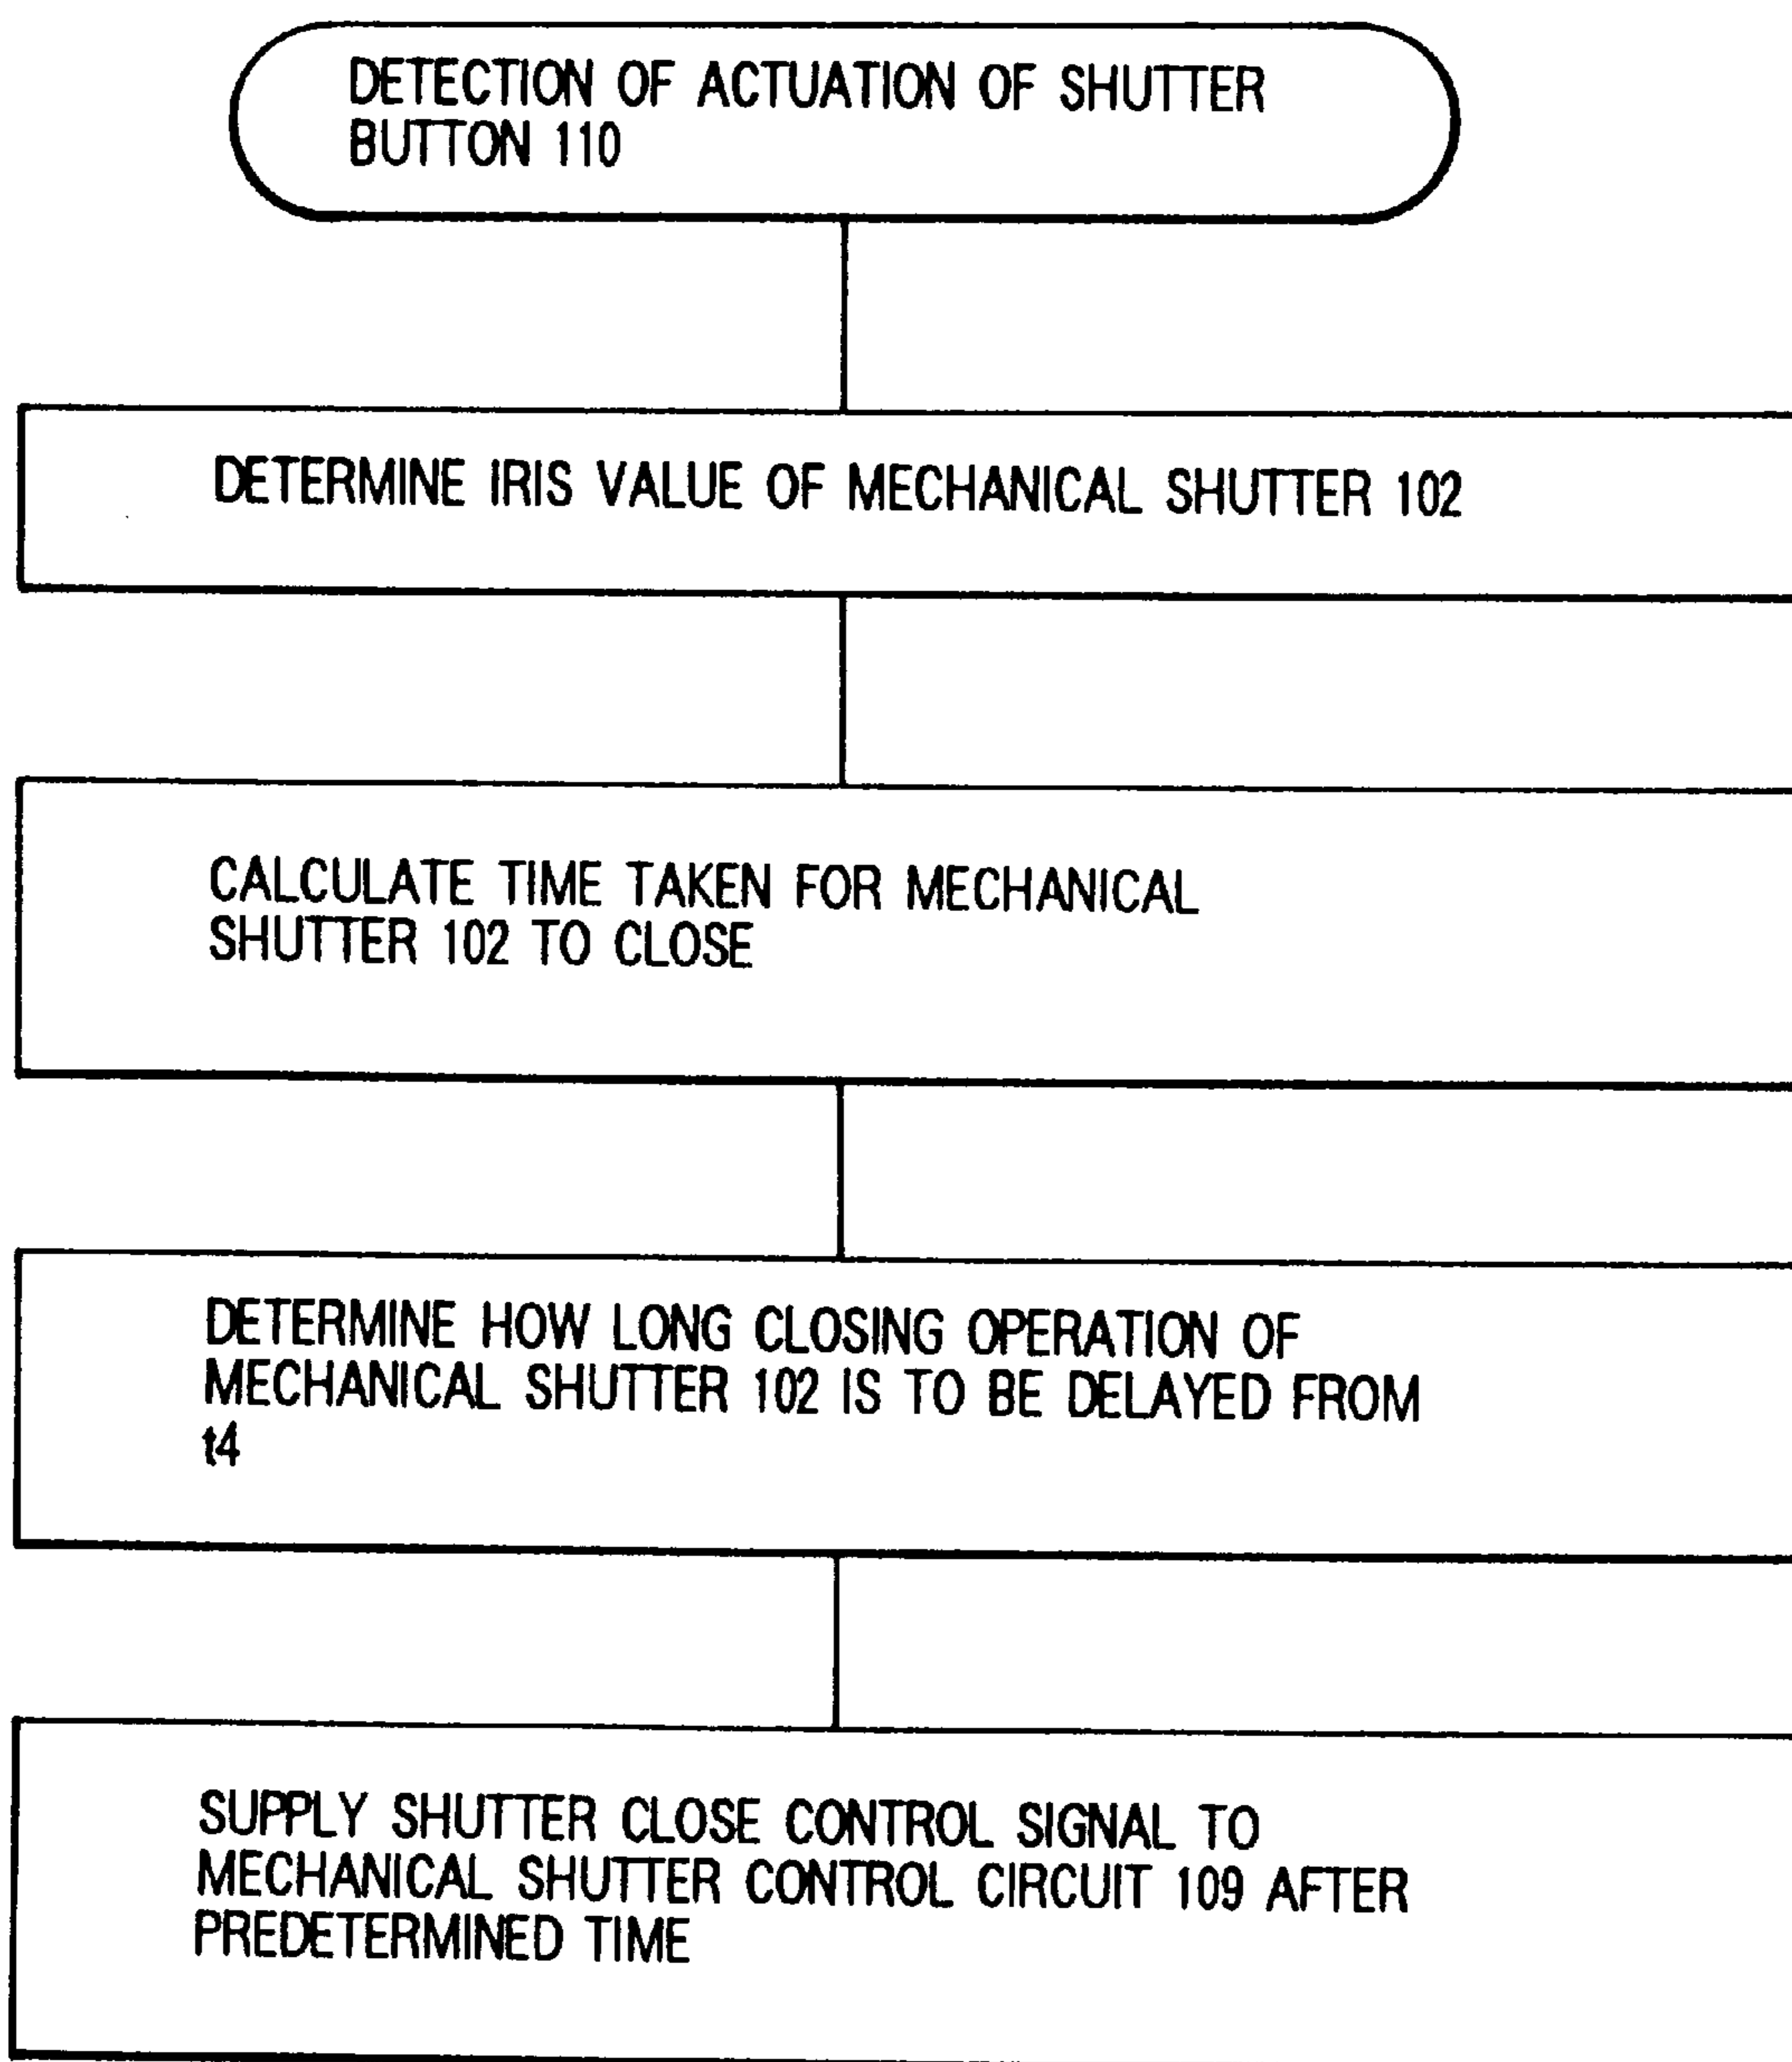 DETECTION OF ACTUATION OF SHUTTER
BUTTON 110
DETERMINE IRIS VALUE OF MECHANICAL SHUTTER 102
CALCULATE TIME TAKEN FOR MECHANICAL
SHUTTER 102 TO CLOSE
DETERMINE HOW LONG CLOSING OPERATION OF
MECHANICAL SHUTTER 102 IS TO BE DELAYED FROM
t4
SUPPLY SHUTTER CLOSE CONTROL SIGNAL TO
MECHANICAL SHUTTER CONTROL CIRCUIT 109 AFTER
PREDETERMINED TIME